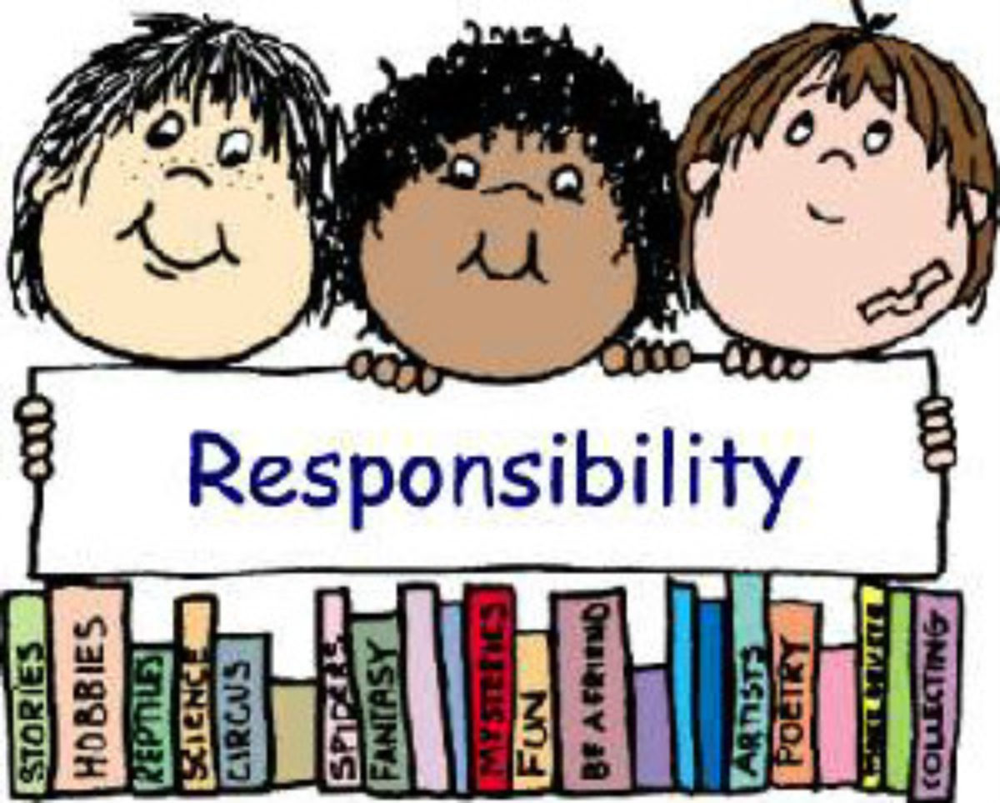 Responsibility
STORIES
HOBBIES
REPTILES
SCIENCE
CIRCUS
SPIDERS
FANTASY
MYSTERIES
FUN
BE A FRIEND
ARTISTS
POETRY
COLLECTING